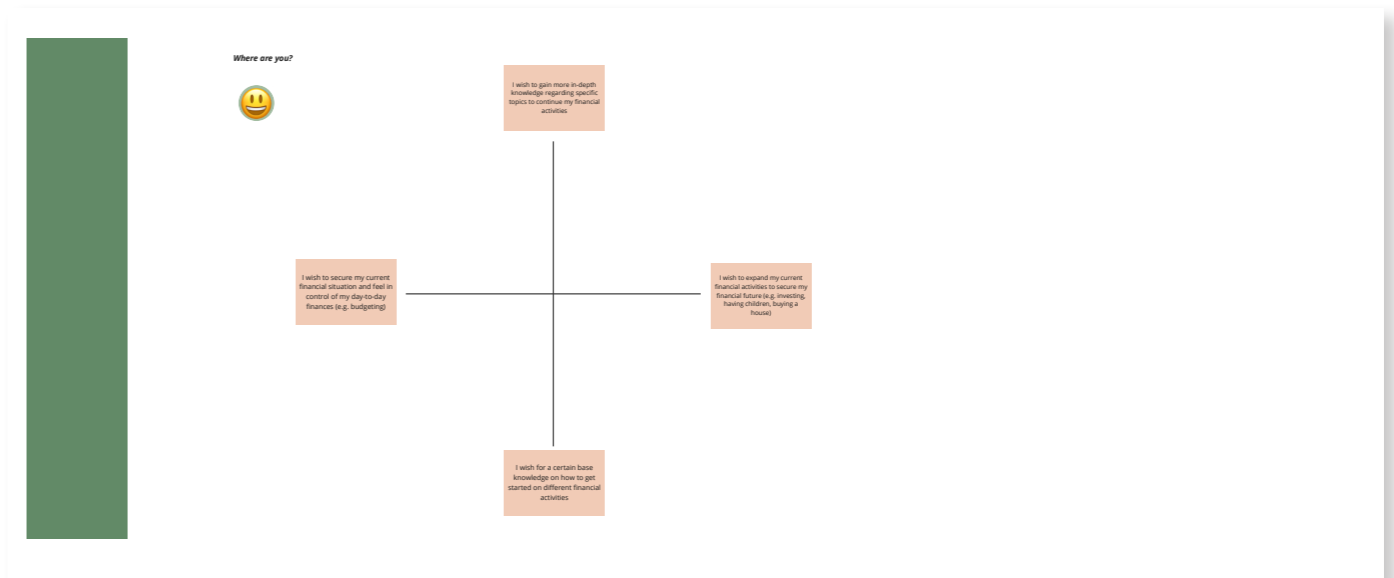 Where are you?
I wish to gain more in-depth
knowledge regarding specific
topics to continue my financial
activities
I wish to secure my current
financial situation and feel in
control of my day-to-day
finances (e.g. budgeting)
I wish to expand my current
financial activities to secure my
financial future (e.g. investing,
having children, buying a
house)
I wish for a certain base
knowledge on how to get
started on different financial
activities